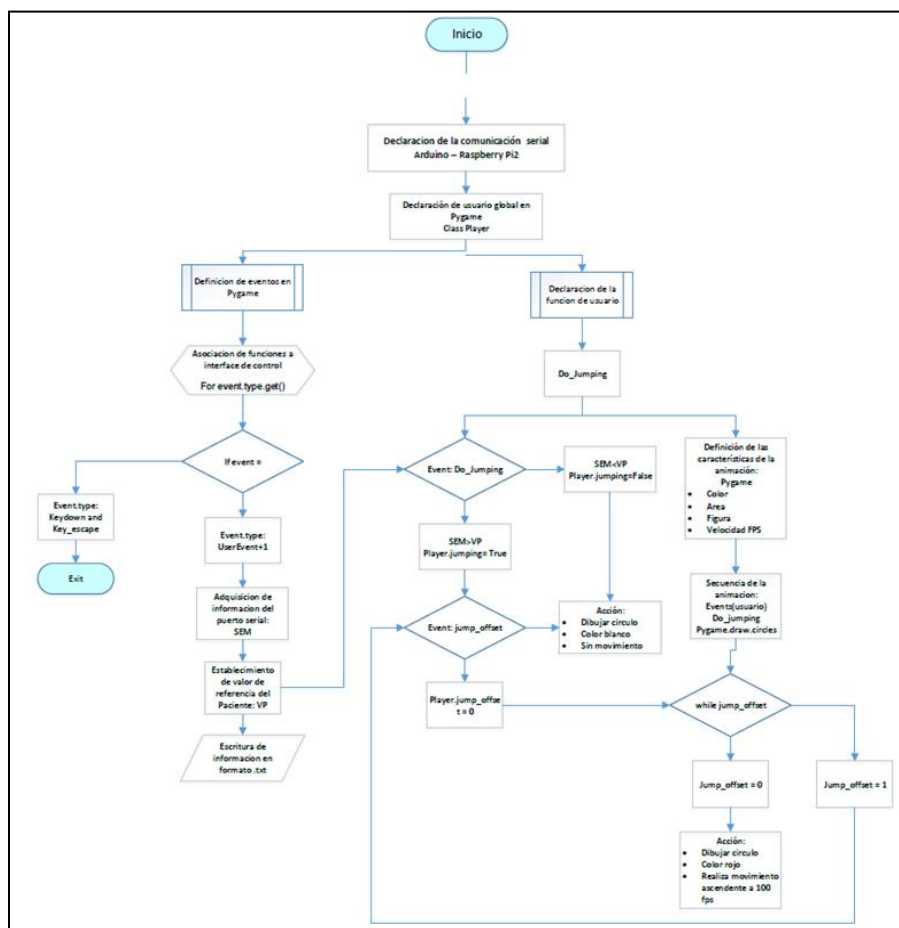 Inicio
Declaracion de la comunicación serial
Arduino – Raspberry Pi2
Declaración de usuario global en
Pygame
Class Player
Definicion de eventos en
Pygame
Declaracion de la
funcion de usuario
Asociacion de funciones a
interface de control
For event.type.get()
Do_Jumping
If event =
Event.type:
Keydown and
Key_escape
Exit
Event.type:
UserEvent+1
Adquisicion de
informacion del
puerto serial:
SEM
Establecimiento
de valor de
referencia del
Paciente: VP
Escritura de
informacion en
formato .txt
Event: Do_Jumping
SEM<VP
Player.jumping=False
SEM>VP
Player.jumping= True
Event: jump_offset
Acción:
• Dibujar circulo
• Color blanco
• Sin movimiento
Player.jump_offse
t = 0
Definición de las
características de la
animación:
Pygame
• Color
• Area
• Figura
• Velocidad FPS
Secuencia de la
animacion:
Events(usuario)
Do_jumping
Pygame.draw.circles
while jump_offset
Jump_offset = 0
Jump_offset = 1
Acción:
• Dibujar circulo
• Color rojo
• Realiza movimiento
ascendente a 100
fps